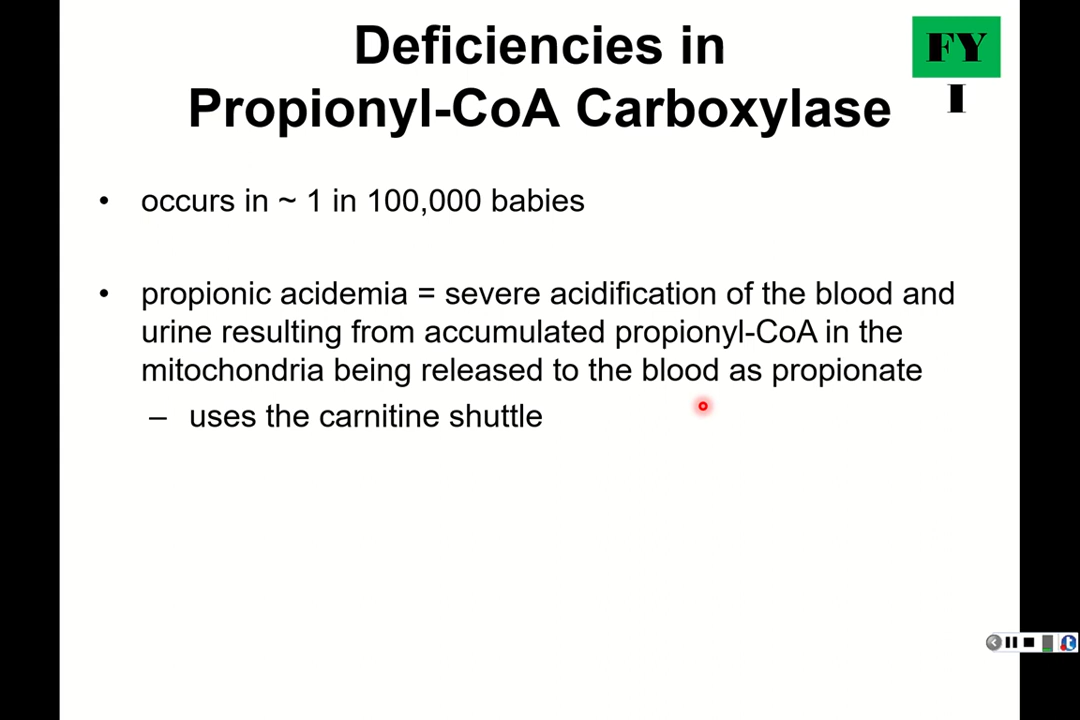 Deficiencies in
Propionyl-CoA Carboxylase
FY
I
• occurs in ~ 1 in 100,000 babies
• propionic acidemia = severe acidification of the blood and
urine resulting from accumulated propionyl-CoA in the
mitochondria being released to the blood as propionate
– uses the carnitine shuttle